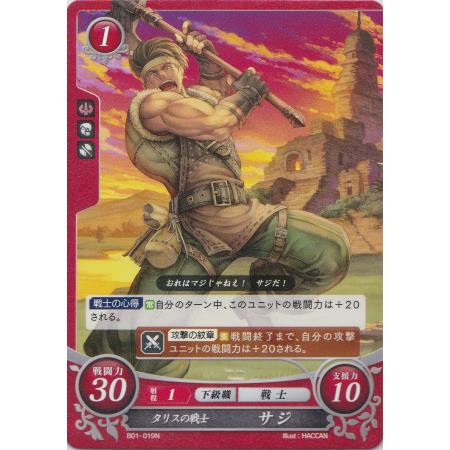 1
おれはマジじゃねえ! サジだ!
戦士の心得 常 自分のターン中、このユニットの戦闘力は+20
される。
攻撃の紋章 支 戦闘終了まで、自分の攻撃
ユニットの戦闘力は+20される。
戦闘力 30
射程 1 下級職 戦士
支援力 10
タリスの戦士 サジ
B01-019N Illust:HACCAN